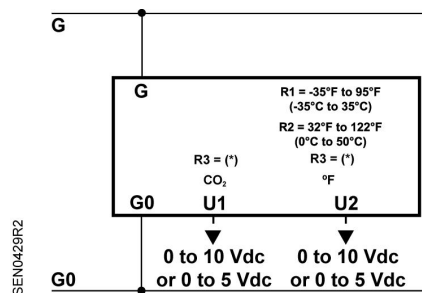 G
G
R1 = -35°F to 95°F
(-35°C to 35°C)
R2 = 32°F to 122°F
(0°C to 50°C)
R3 = (*)
R3 = (*)
CO₂
ºF
G0
U1
U2
0 to 10 Vdc
or 0 to 5 Vdc
0 to 10 Vdc
or 0 to 5 Vdc
G0
SEN0429R2